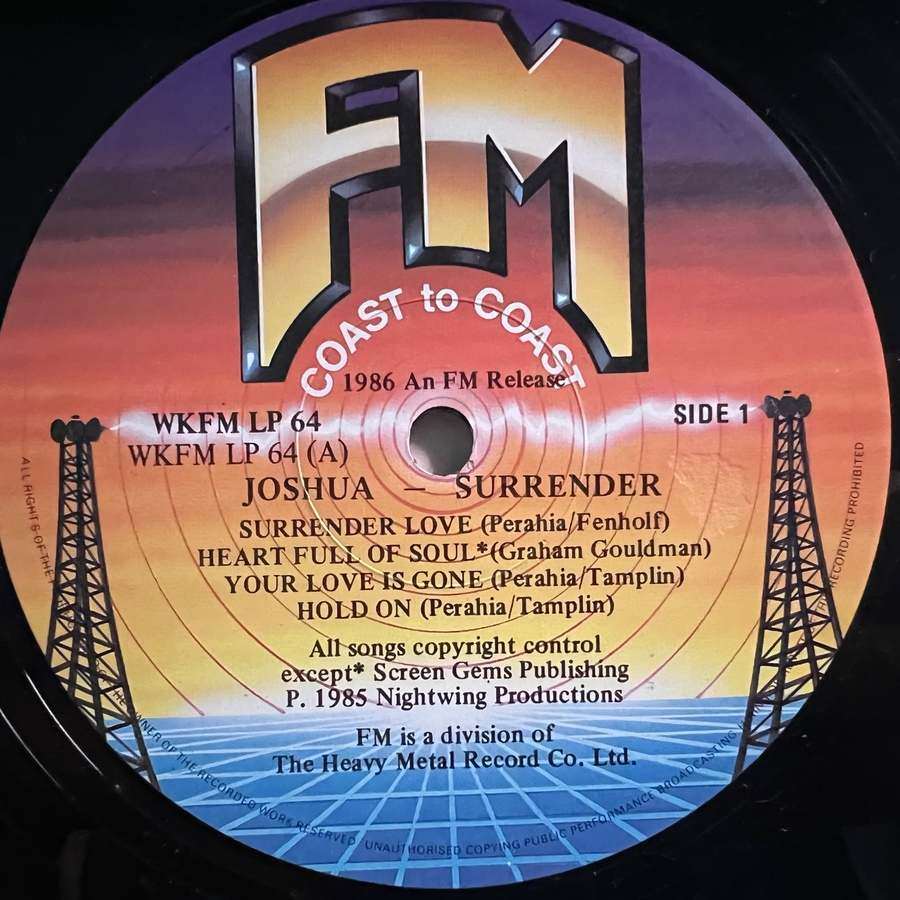 FM
COAST to COAST
1986 An FM Release
WKFM LP 64
SIDE 1
WKFM LP 64 (A)
JOSHUA – SURRENDER
SURRENDER LOVE (Perahia/Fenholf)
HEART FULL OF SOUL*(Graham Gouldman)
YOUR LOVE IS GONE (Perahia/Tamplin)
HOLD ON (Perahia/Tamplin)
All songs copyright control
except* Screen Gems Publishing
P. 1985 Nightwing Productions
FM is a division of
The Heavy Metal Record Co. Ltd.
ALL RIGHTS OF THE OF THE RECORDED WORK RESERVED UNAUTHORISED COPYING PUBLIC PERFORMANCE BROADCASTING RECORDING PROHIBITED